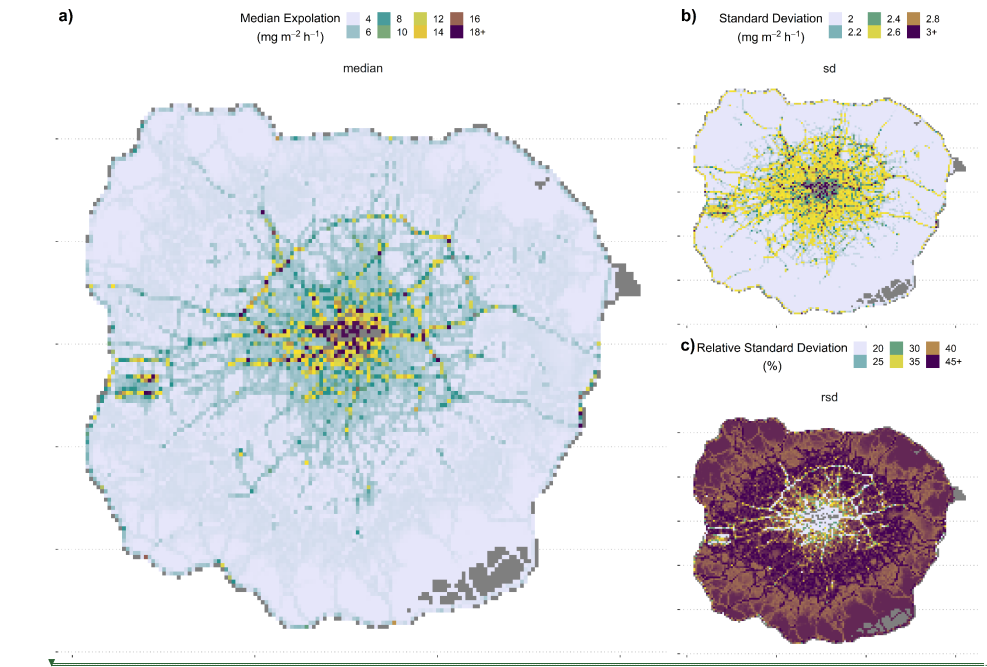 a)
Median Expolation
(mg m⁻² h⁻¹)
4 8 12 16
6 10 14 18+
median
b)
Standard Deviation
(mg m⁻² h⁻¹)
2 2.4 2.8
2.2 2.6 3+
sd
c) Relative Standard Deviation
(%)
20 30 40
25 35 45+
rsd